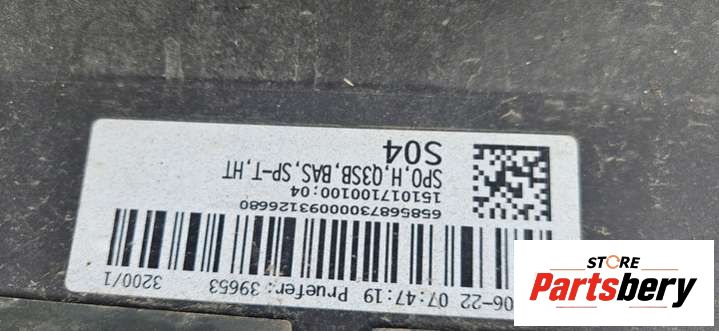 06-22 07:47:19 Pruefer: 39653 3200/1
658568730000093126680
151017100100:04
SPO,H,Q3SB,BAS,SP-T,HT
S04
STORE
Partsbery